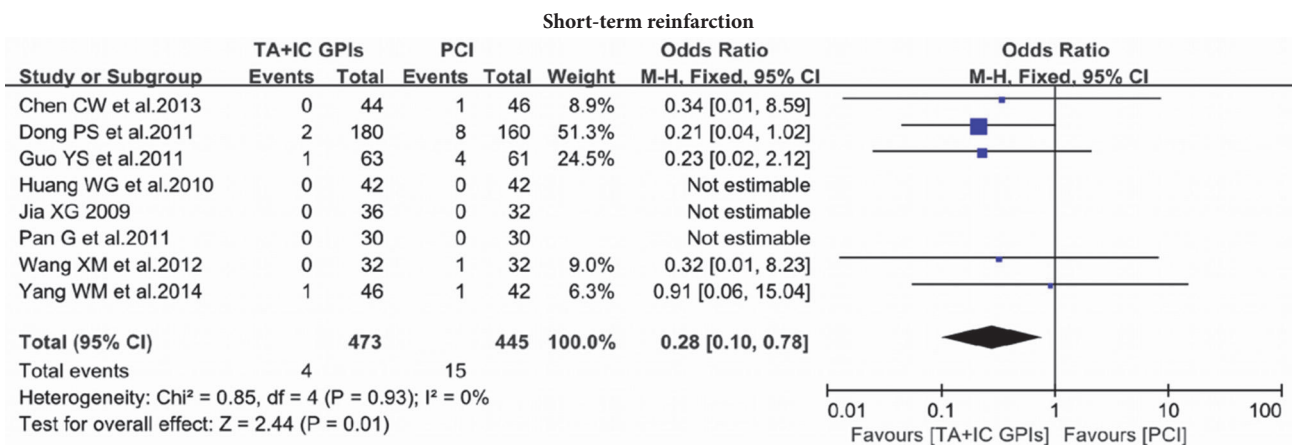 Short-term reinfarction
TA+IC GPIs PCI Odds Ratio Odds Ratio
Study or Subgroup Events Total Events Total Weight M-H, Fixed, 95% CI M-H, Fixed, 95% CI
Chen CW et al.2013 0 44 1 46 8.9% 0.34 [0.01, 8.59]
Dong PS et al.2011 2 180 8 160 51.3% 0.21 [0.04, 1.02]
Guo YS et al.2011 1 63 4 61 24.5% 0.23 [0.02, 2.12]
Huang WG et al.2010 0 42 0 42 Not estimable
Jia XG 2009 0 36 0 32 Not estimable
Pan G et al.2011 0 30 0 30 Not estimable
Wang XM et al.2012 0 32 1 32 9.0% 0.32 [0.01, 8.23]
Yang WM et al.2014 1 46 1 42 6.3% 0.91 [0.06, 15.04]
Total (95% CI) 473 445 100.0% 0.28 [0.10, 0.78]
Total events 4 15
Heterogeneity: Chi² = 0.85, df = 4 (P = 0.93); I² = 0%
Test for overall effect: Z = 2.44 (P = 0.01)
0.01 0.1 1 10 100
Favours [TA+IC GPIs] Favours [PCI]